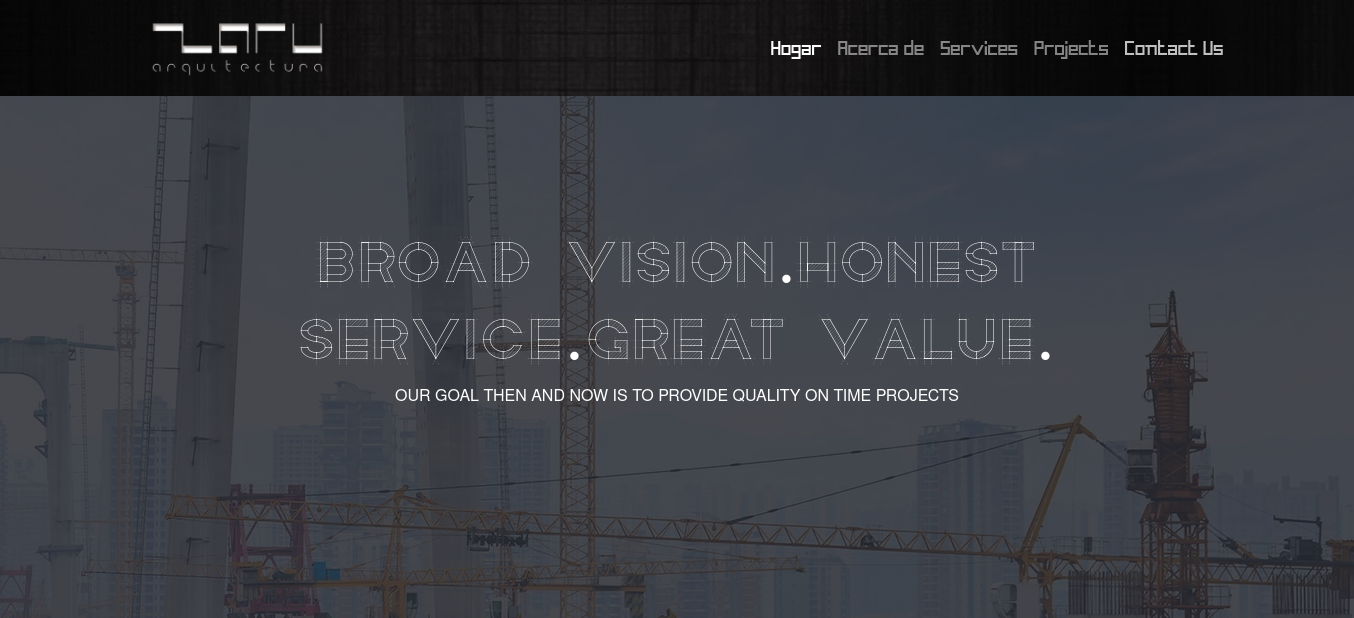 ZARU
arquitectura
Hogar Acerca de Services Projects Contact Us
BROAD VISION.HONEST
SERVICE.GREAT VALUE.
OUR GOAL THEN AND NOW IS TO PROVIDE QUALITY ON TIME PROJECTS